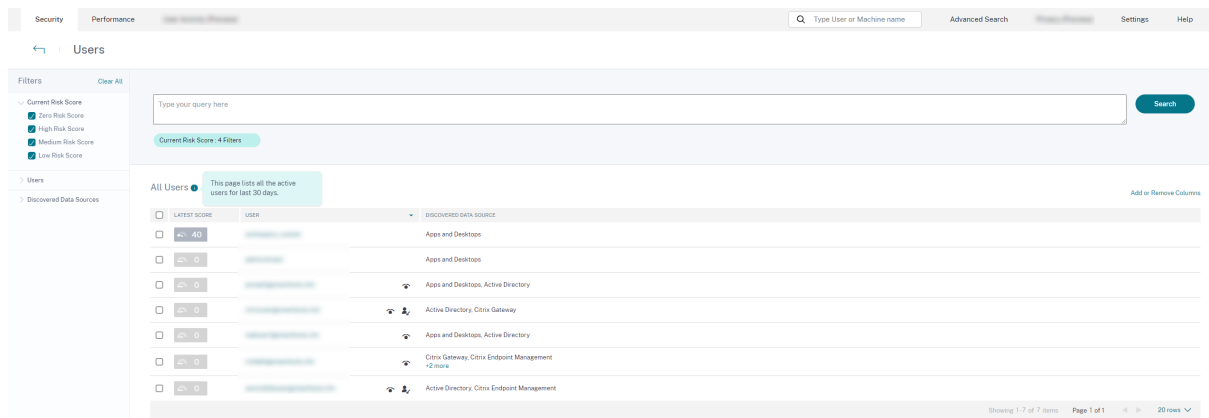 Security
Performance
Type User or Machine name
Advanced Search
Settings
Help
Users
Filters
Clear All
Current Risk Score
Zero Risk Score
High Risk Score
Medium Risk Score
Low Risk Score
Users
Discovered Data Sources
Type your query here
Search
Current Risk Score : 4 Filters
All Users
This page lists all the active
users for last 30 days.
Add or Remove Columns
LATEST SCORE USER DISCOVERED DATA SOURCE
40 Apps and Desktops
0 Apps and Desktops
0 Apps and Desktops, Active Directory
0 Active Directory, Citrix Gateway
0 Apps and Desktops, Active Directory
0 Citrix Gateway, Citrix Endpoint Management
+2 more
0 Active Directory, Citrix Endpoint Management
Showing 1-7 of 7 items Page 1 of 1 20 rows